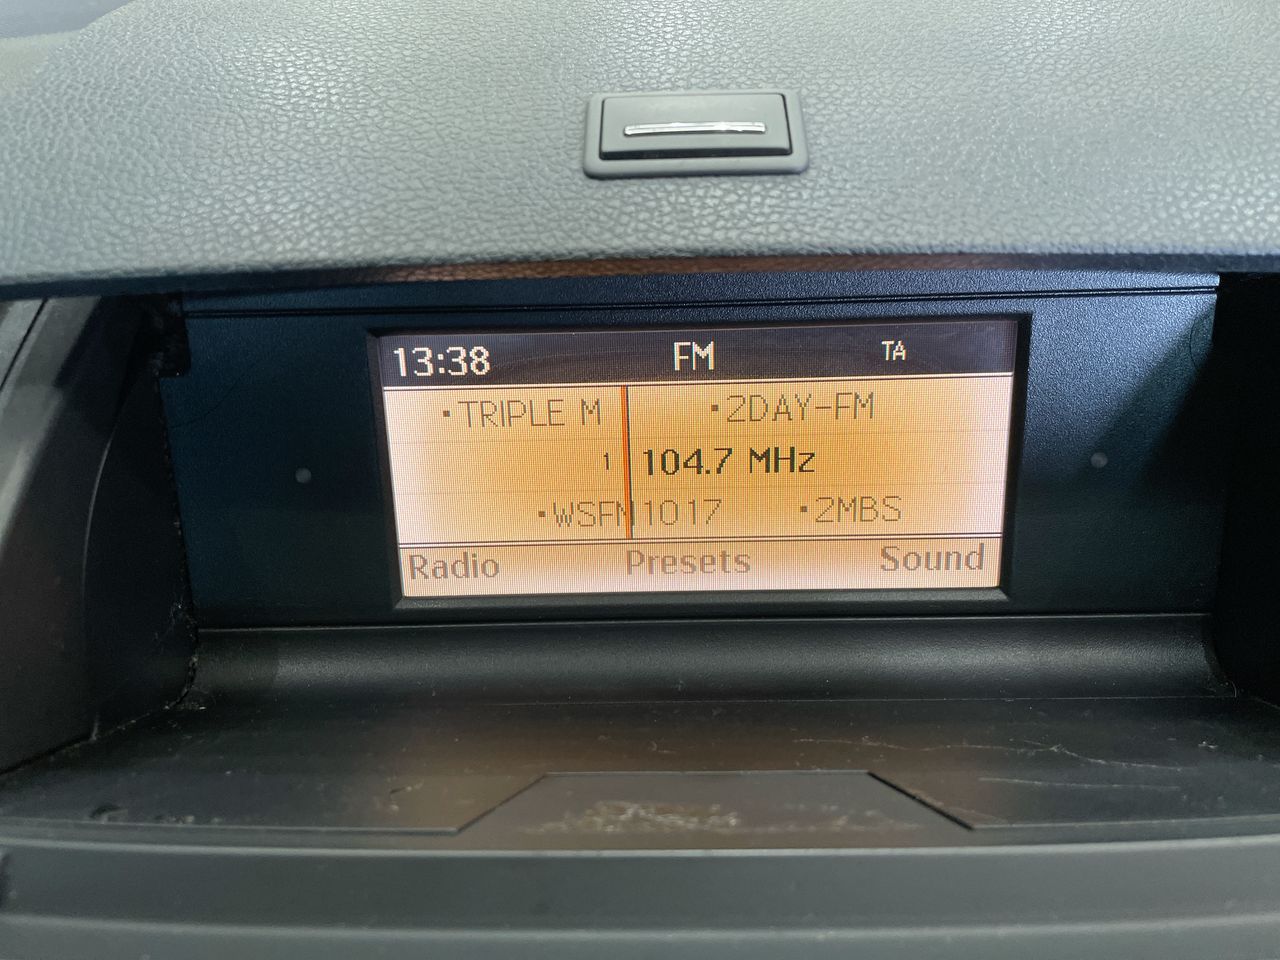 13:38 FM TA
·TRIPLE M ·2DAY-FM
1 104.7 MHz
·WSFM1017 ·2MBS
Radio Presets Sound